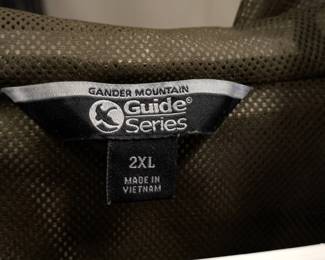 GANDER MOUNTAIN
Guide®
Series
2XL
MADE IN
VIETNAM